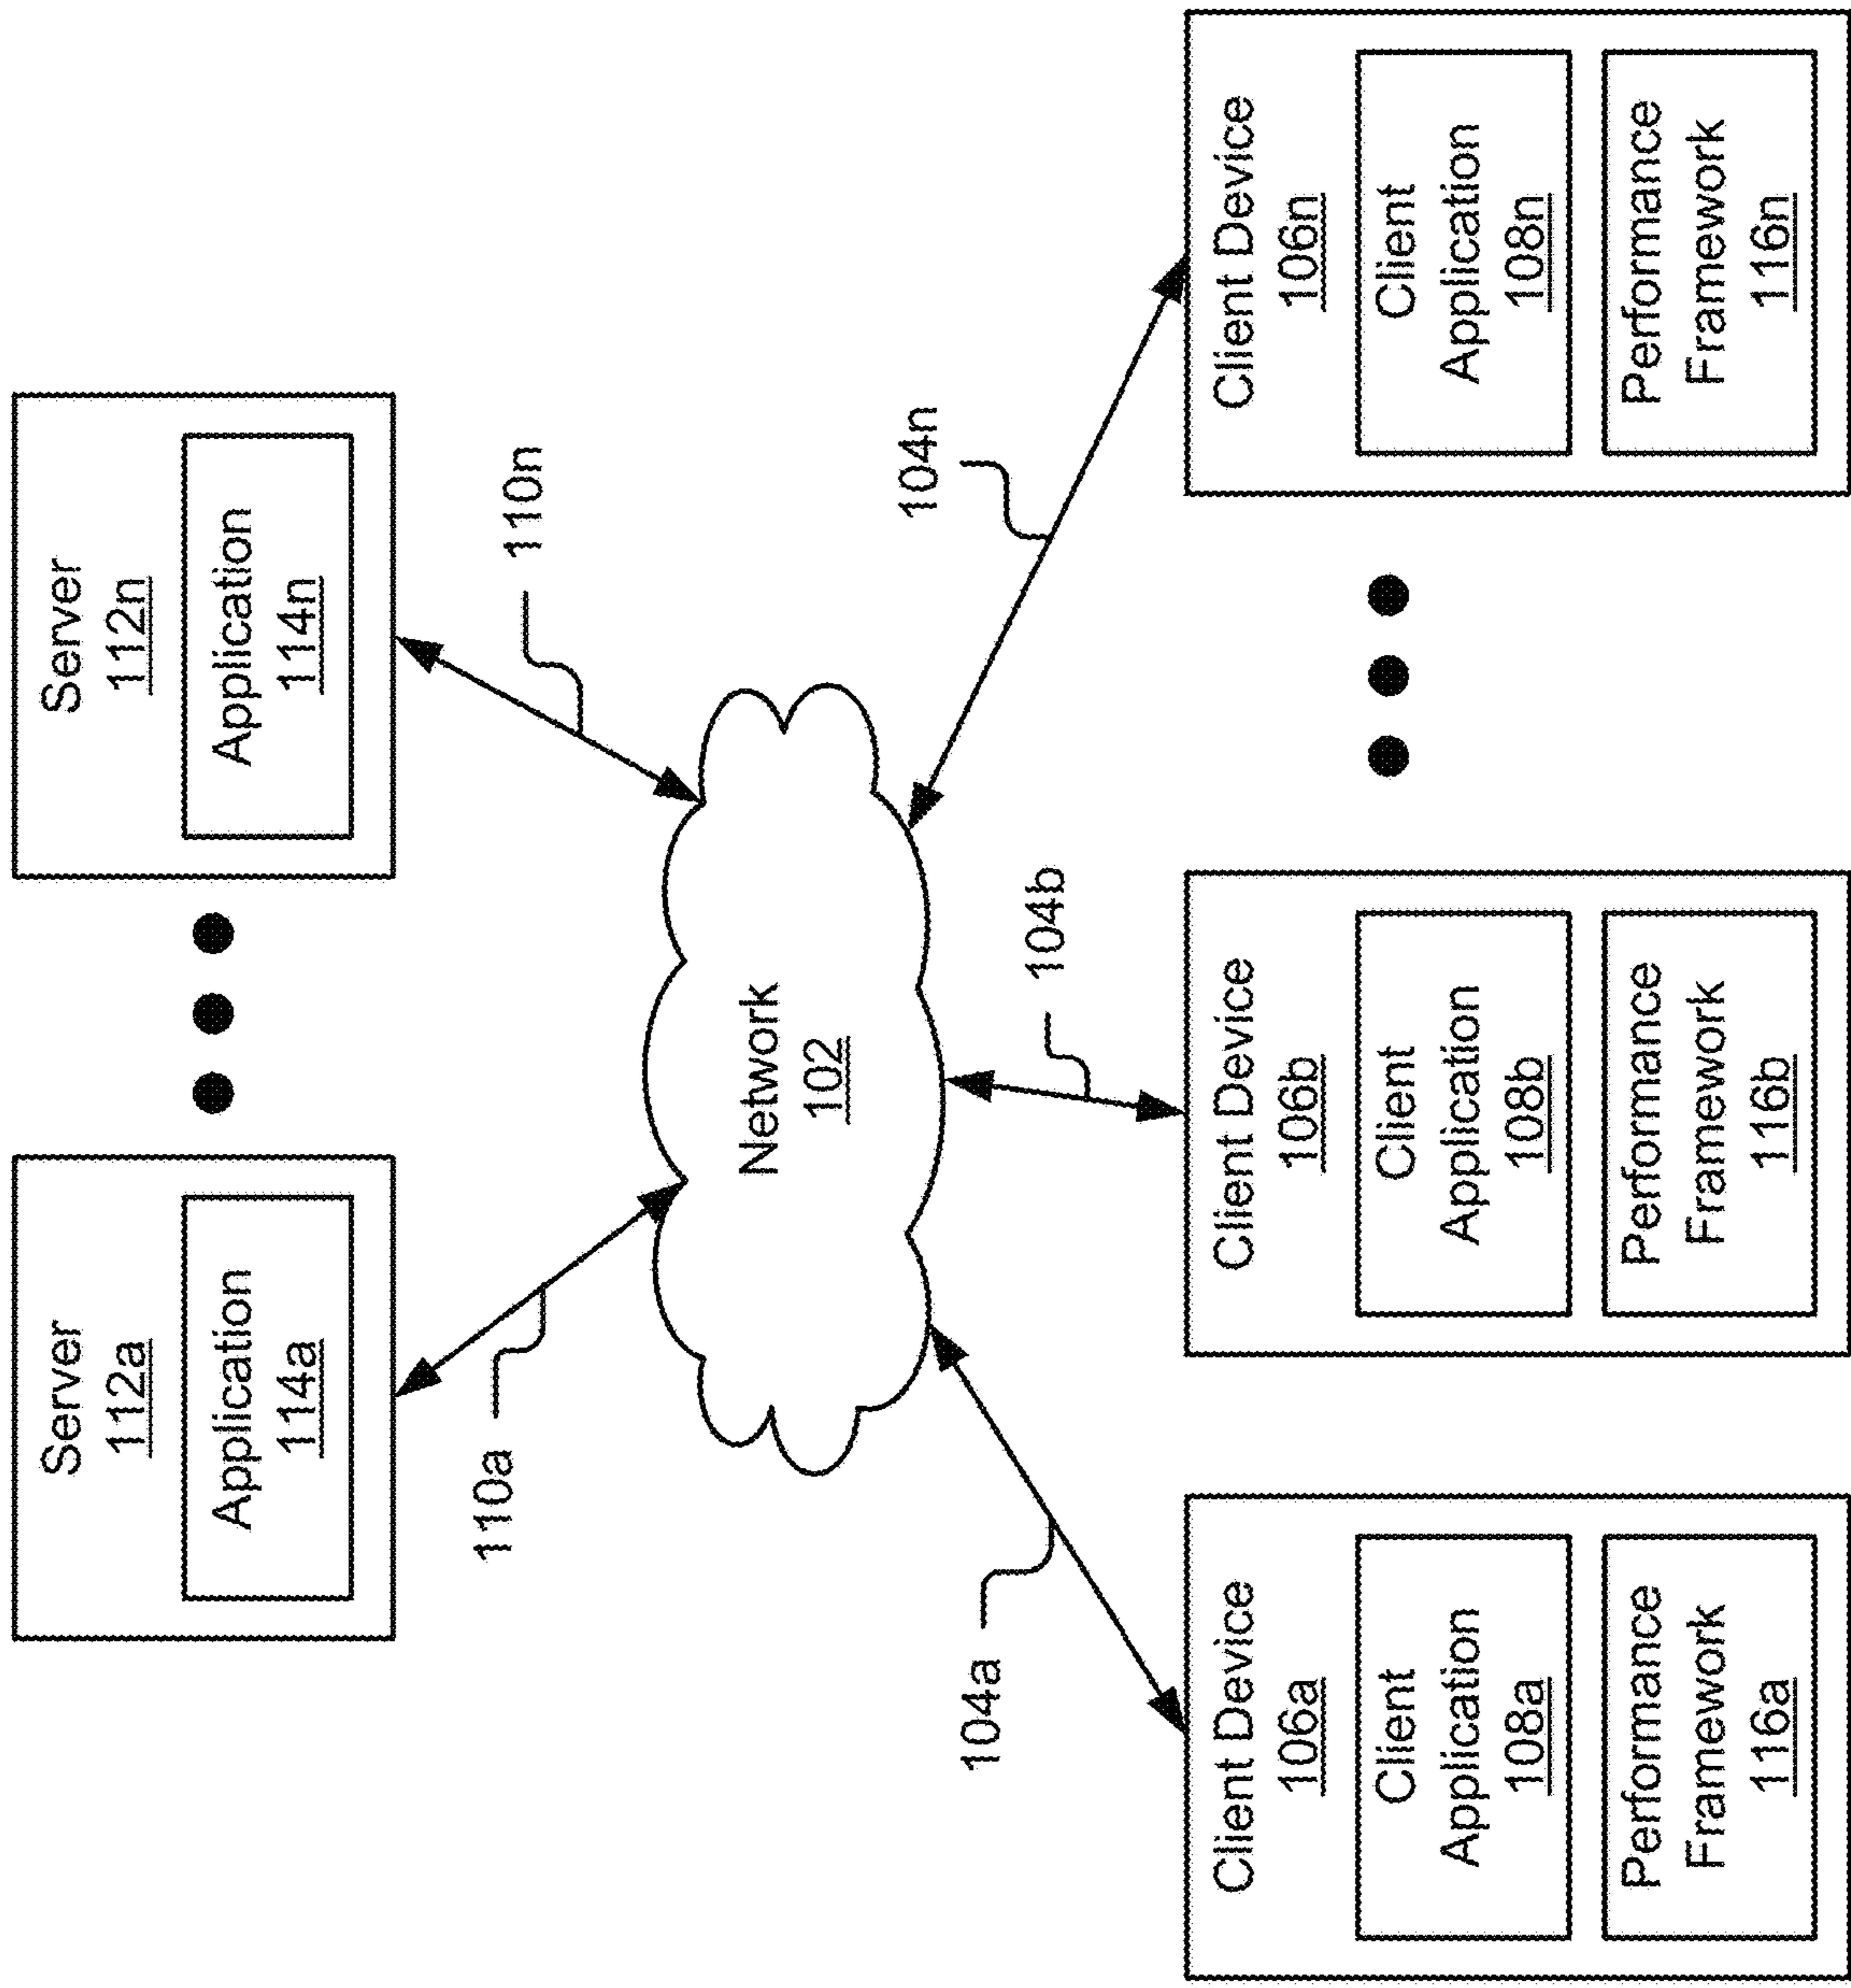 Server
112a
Application
114a
Server
112n
Application
114n
110a
110n
Network
102
104a
104b
104n
Client Device
106a
Client
Application
108a
Performance
Framework
116a
Client Device
106b
Client
Application
108b
Performance
Framework
116b
Client Device
106n
Client
Application
108n
Performance
Framework
116n